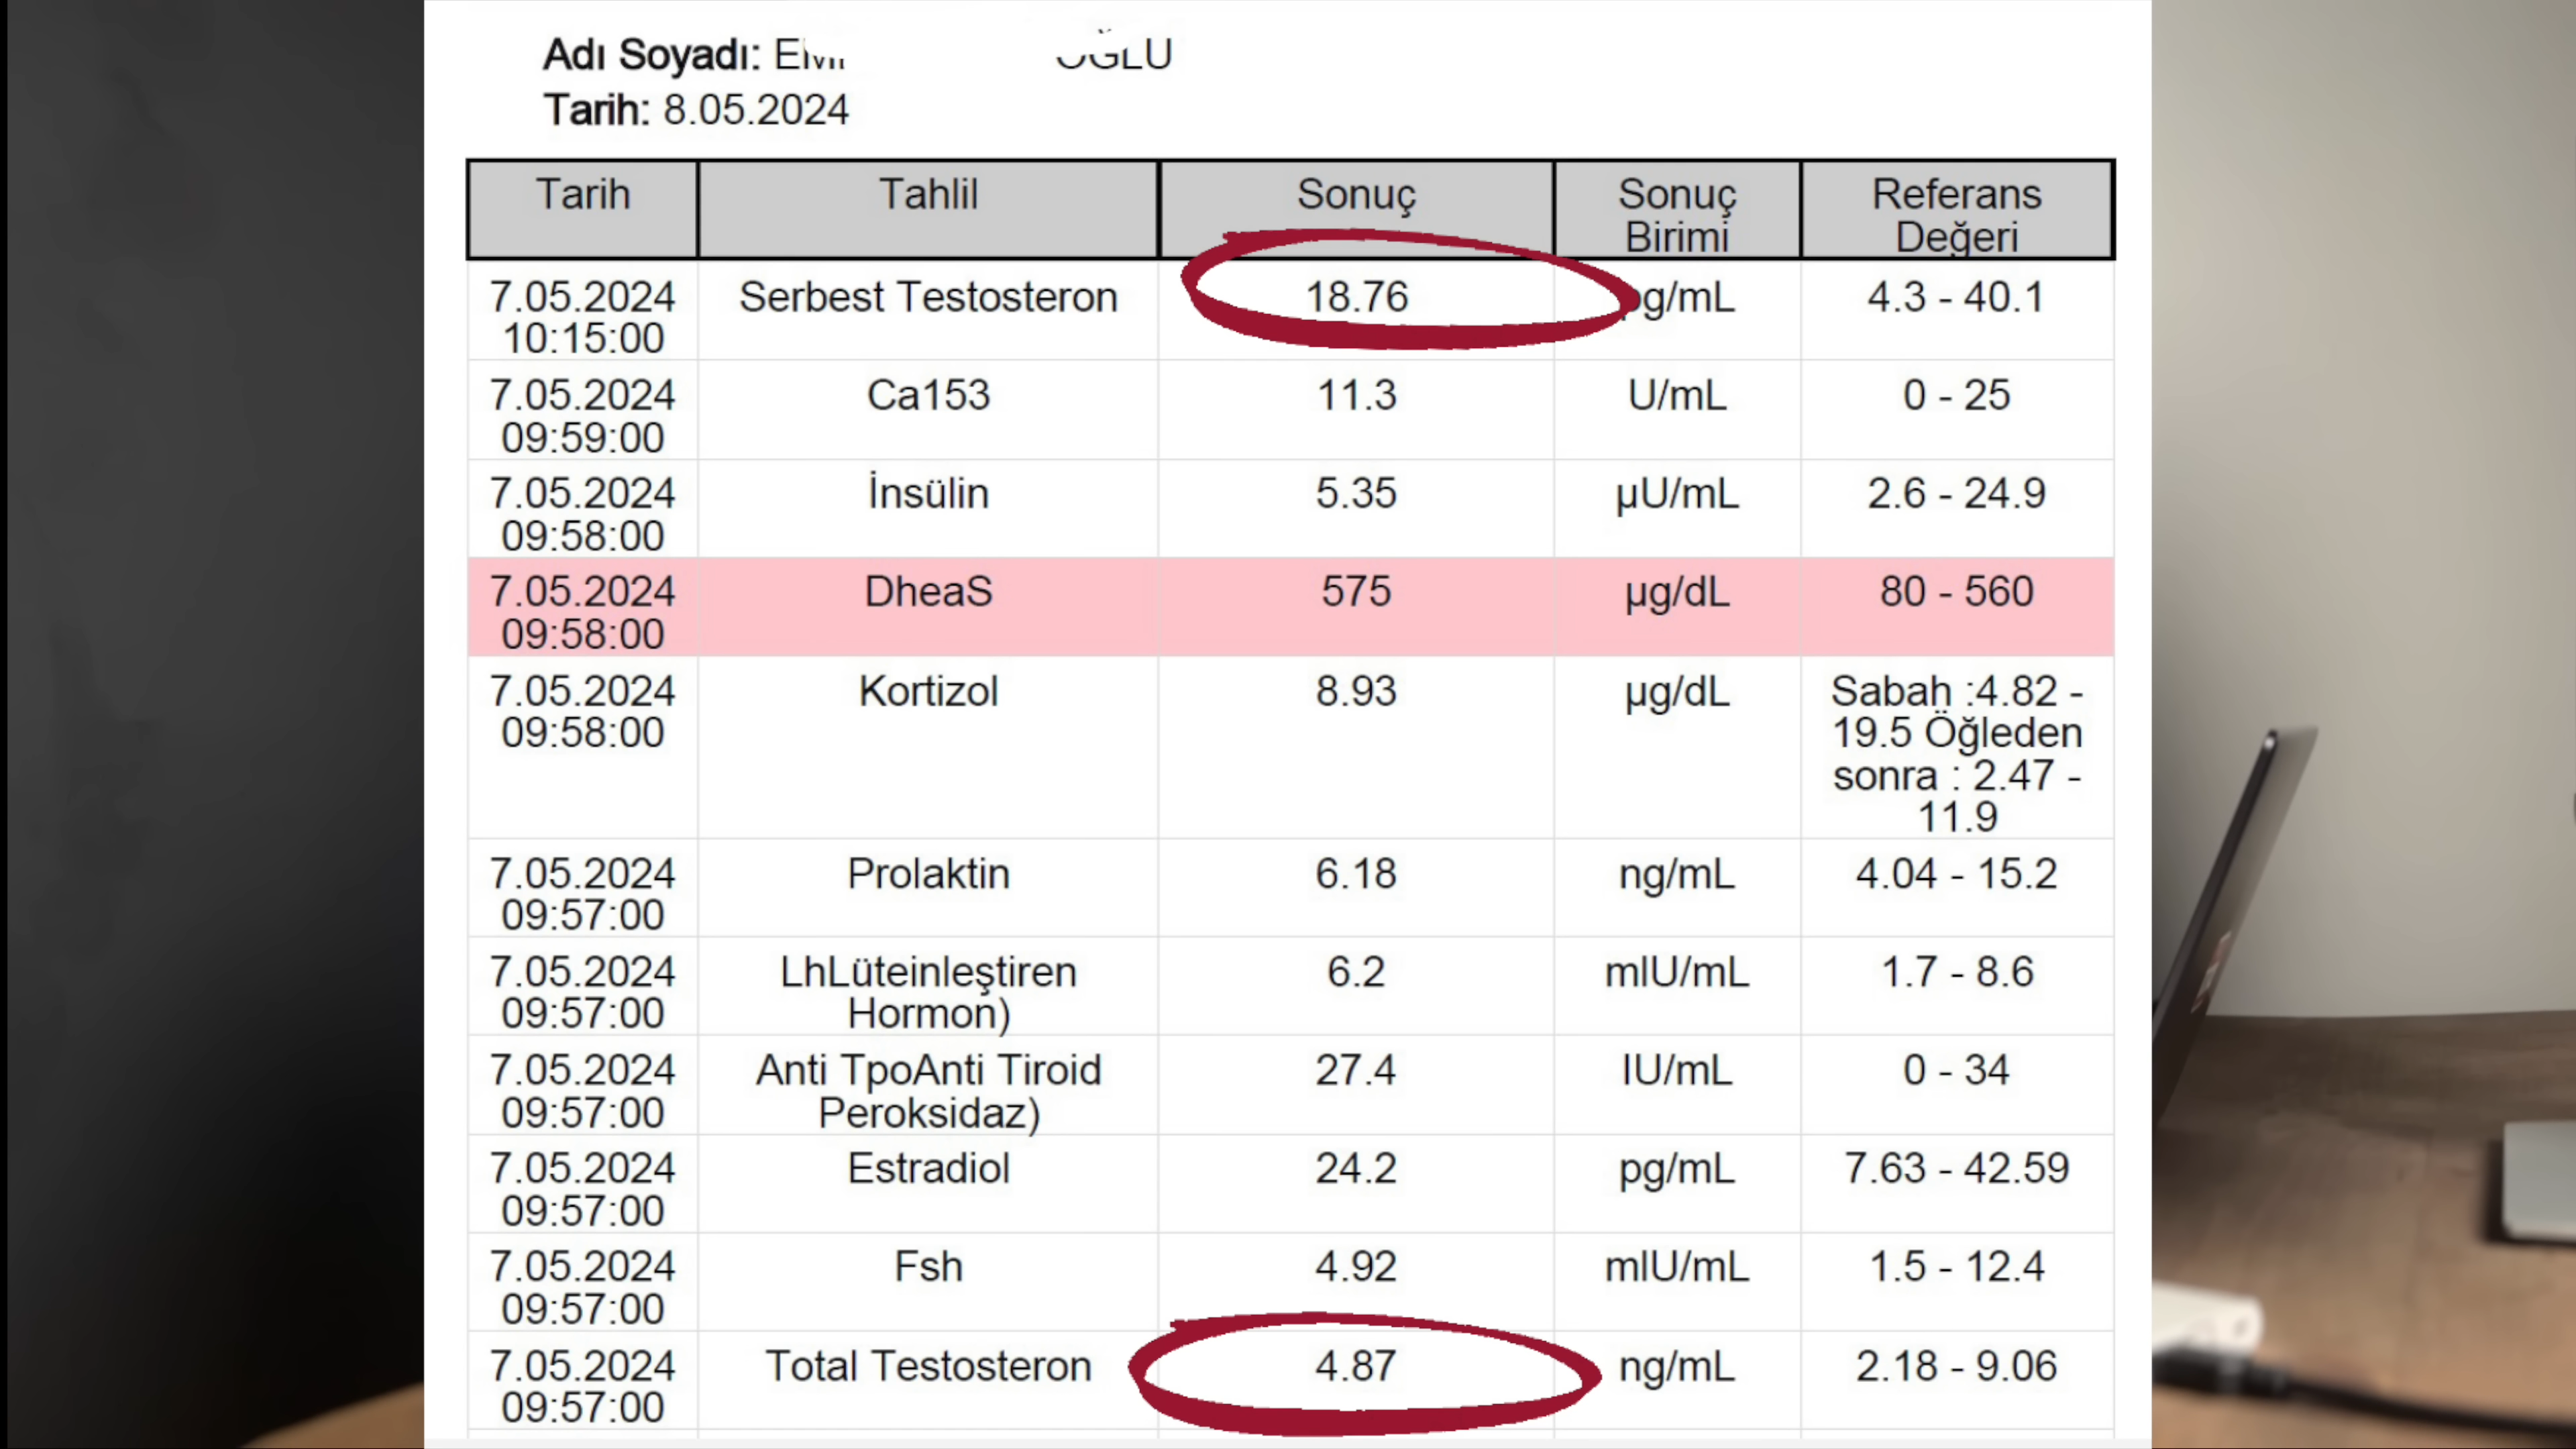 Adı Soyadı:
Tarih: 8.05.2024
Tarih Tahlil Sonuç Sonuç Birimi Referans Değeri
7.05.2024 10:15:00 Serbest Testosteron 18.76 pg/mL 4.3 - 40.1
7.05.2024 09:59:00 Ca153 11.3 U/mL 0 - 25
7.05.2024 09:58:00 İnsülin 5.35 µU/mL 2.6 - 24.9
7.05.2024 09:58:00 DheaS 575 µg/dL 80 - 560
7.05.2024 09:58:00 Kortizol 8.93 µg/dL Sabah :4.82 - 19.5 Öğleden sonra : 2.47 - 11.9
7.05.2024 09:57:00 Prolaktin 6.18 ng/mL 4.04 - 15.2
7.05.2024 09:57:00 LhLüteinleştiren Hormon) 6.2 mIU/mL 1.7 - 8.6
7.05.2024 09:57:00 Anti TpoAnti Tiroid Peroksidaz) 27.4 IU/mL 0 - 34
7.05.2024 09:57:00 Estradiol 24.2 pg/mL 7.63 - 42.59
7.05.2024 09:57:00 Fsh 4.92 mIU/mL 1.5 - 12.4
7.05.2024 09:57:00 Total Testosteron 4.87 ng/mL 2.18 - 9.06